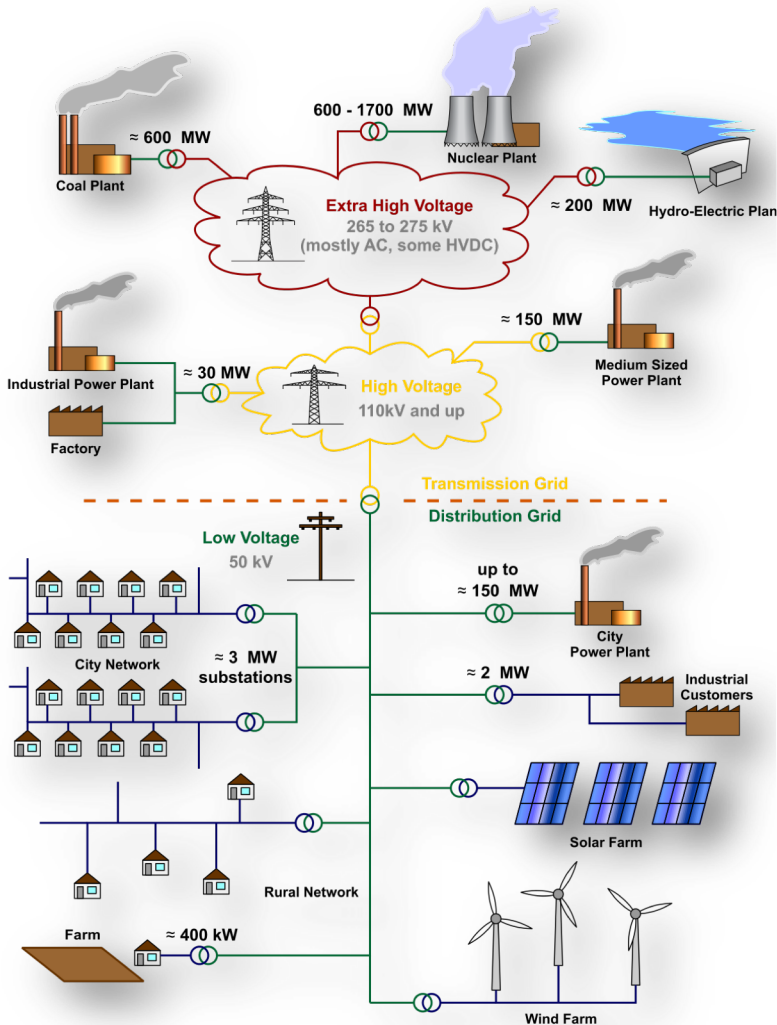 600 - 1700 MW
≈ 600 MW
Nuclear Plant
Coal Plant
≈ 200 MW
Hydro-Electric Plan
Extra High Voltage
265 to 275 kV
(mostly AC, some HVDC)
≈ 150 MW
Medium Sized
Power Plant
Industrial Power Plant
≈ 30 MW
Factory
High Voltage
110kV and up
Transmission Grid
Distribution Grid
Low Voltage
50 kV
up to
≈ 150 MW
City
Power Plant
City Network
≈ 3 MW
substations
≈ 2 MW
Industrial
Customers
Solar Farm
Rural Network
Farm
≈ 400 kW
Wind Farm